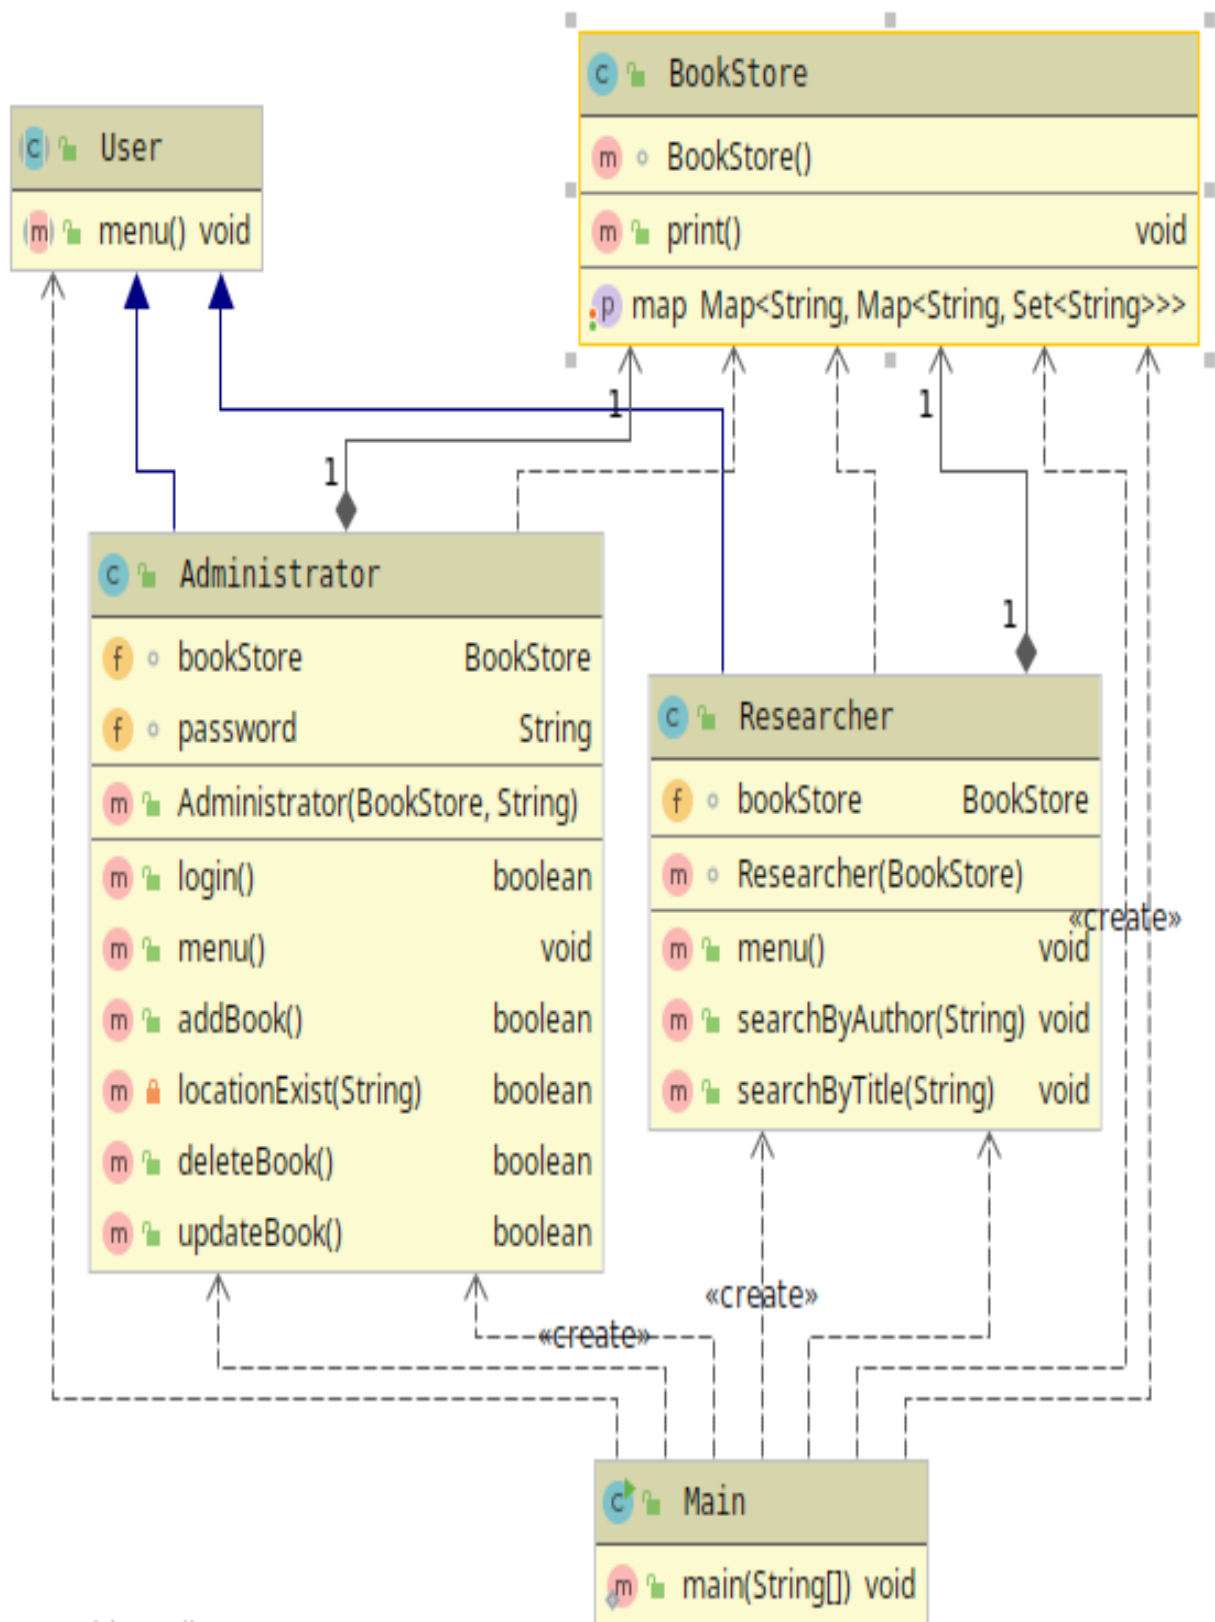 BookStore
BookStore()
print() void
map Map<String, Map<String, Set<String>>>
User
menu() void
1
1
1
1
Administrator
bookStore BookStore
password String
Administrator(BookStore, String)
login() boolean
menu() void
addBook() boolean
locationExist(String) boolean
deleteBook() boolean
updateBook() boolean
Researcher
bookStore BookStore
Researcher(BookStore)
menu() void
searchByAuthor(String) void
searchByTitle(String) void
«create»
«create»
«create»
Main
main(String[]) void